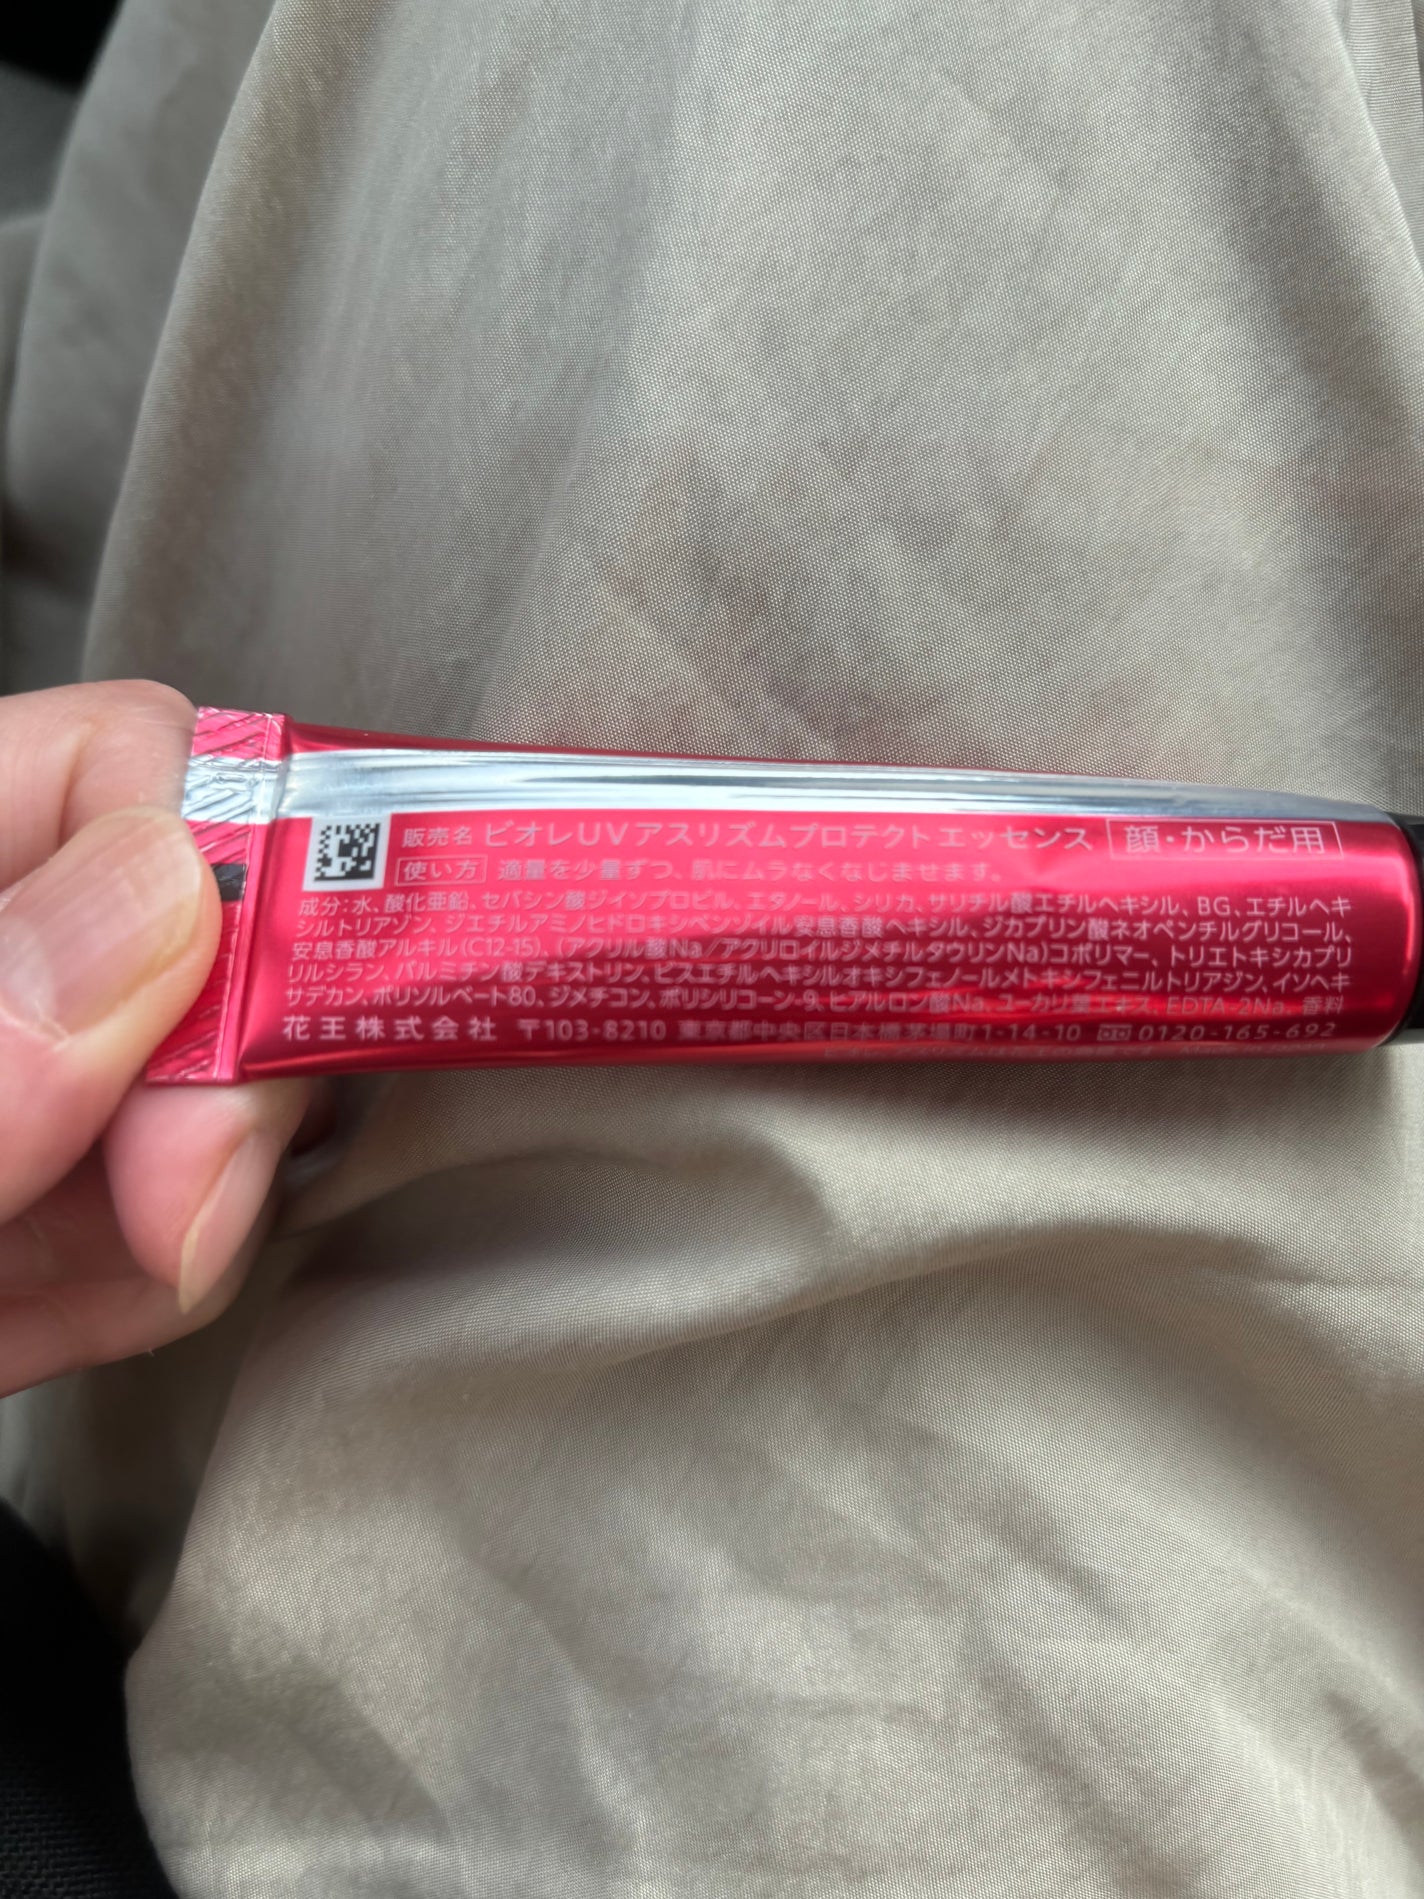 販売名 ビオレUVアスリズムプロテクトエッセンス 顔・からだ用
使い方 適量を少量ずつ、肌にムラなくなじませます。
成分：水、酸化亜鉛、セバシン酸ジイソプロピル、エタノール、シリカ、サリチル酸エチルヘキシル、BG、エチルヘキ
シルトリアゾン、ジエチルアミノヒドロキシベンゾイル安息香酸ヘキシル、ジカプリン酸ネオペンチルグリコール、
安息香酸アルキル(C12-15)、(アクリル酸Na／アクリロイルジメチルタウリンNa)コポリマー、トリエトキシカプリ
リルシラン、パルミチン酸デキストリン、ビスエチルヘキシルオキシフェノールメトキシフェニルトリアジン、イソヘキ
サデカン、ポリソルベート80、ジメチコン、ポリシリコーン-9、ヒアルロン酸Na、ユーカリ葉エキス、EDTA-2Na、香料
花王株式会社 〒103-8210 東京都中央区日本橋茅場町1-14-10 0120-165-692